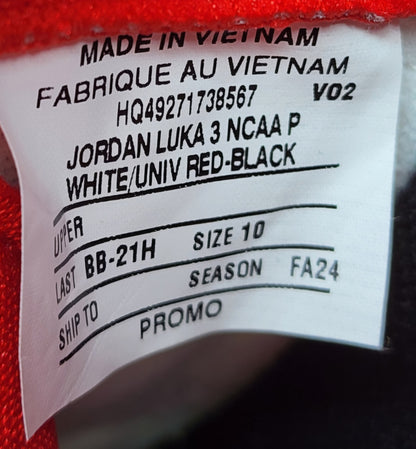 MADE IN VIETNAM
FABRIQUE AU VIETNAM
HQ49271738567 V02
JORDAN LUKA 3 NCAA P
WHITE/UNIV RED-BLACK
UPPER
LAST BB-21H SIZE 10
SHIP TO SEASON FA24
PROMO